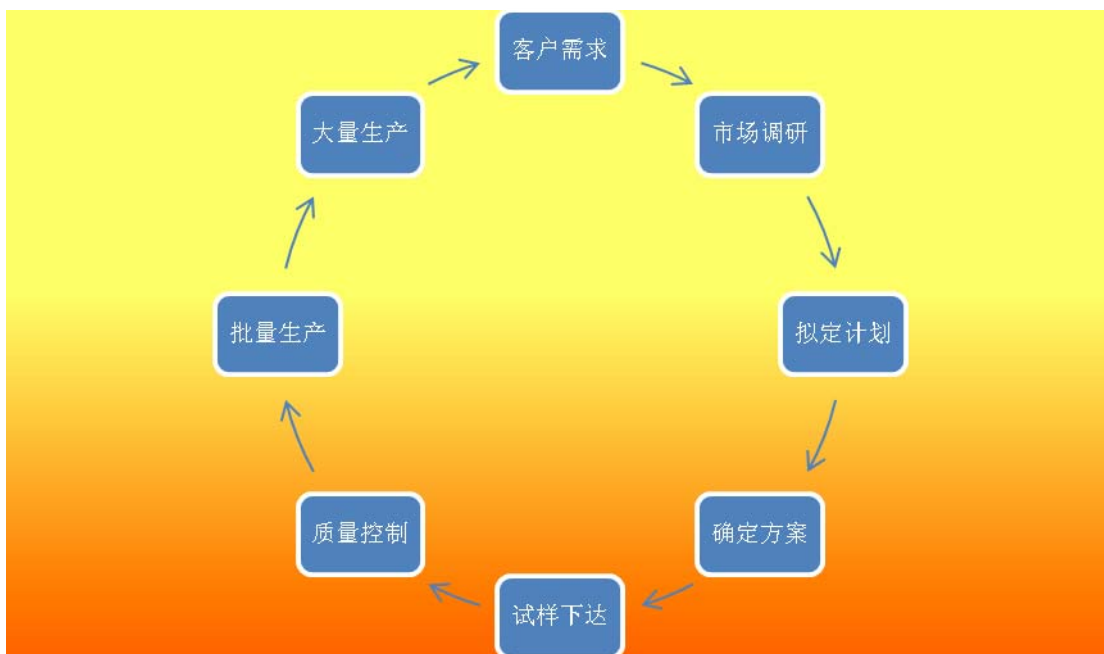 客户需求
市场调研
拟定计划
确定方案
试样下达
质量控制
批量生产
大量生产